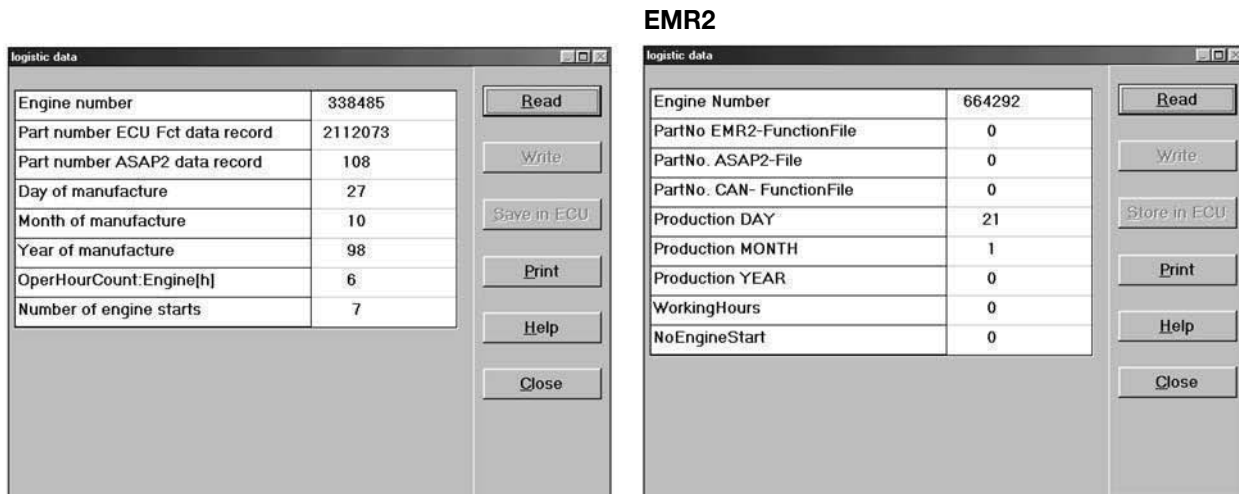 EMR2
logistic data
Engine number 338485
Part number ECU Fct data record 2112073
Part number ASAP2 data record 108
Day of manufacture 27
Month of manufacture 10
Year of manufacture 98
OperHourCount:Engine[h] 6
Number of engine starts 7
Read
Write
Save in ECU
Print
Help
Close
logistic data
Engine Number 664292
PartNo EMR2-FunctionFile 0
PartNo. ASAP2-File 0
PartNo. CAN- FunctionFile 0
Production DAY 21
Production MONTH 1
Production YEAR 0
WorkingHours 0
NoEngineStart 0
Read
Write
Store in ECU
Print
Help
Close